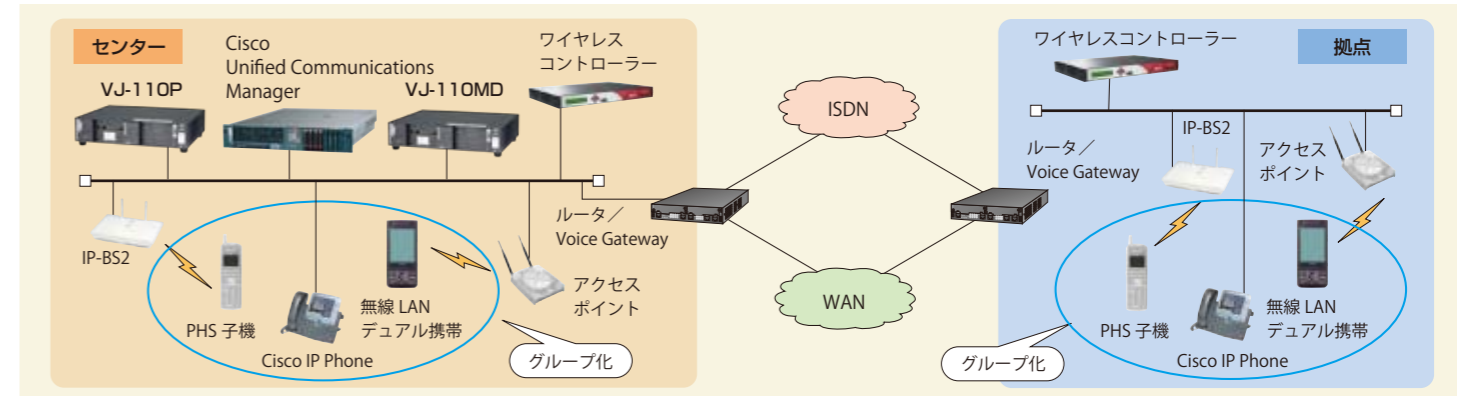 センター
Cisco
Unified Communications
Manager
VJ-110P
VJ-110MD
ワイヤレス
コントローラー
IP-BS2
PHS 子機
Cisco IP Phone
無線 LAN
デュアル携帯
アクセス
ポイント
グループ化
ルータ／
Voice Gateway
ISDN
WAN
拠点
ワイヤレスコントローラー
ルータ／
Voice Gateway
IP-BS2
アクセス
ポイント
PHS 子機
Cisco IP Phone
無線 LAN
デュアル携帯
グループ化